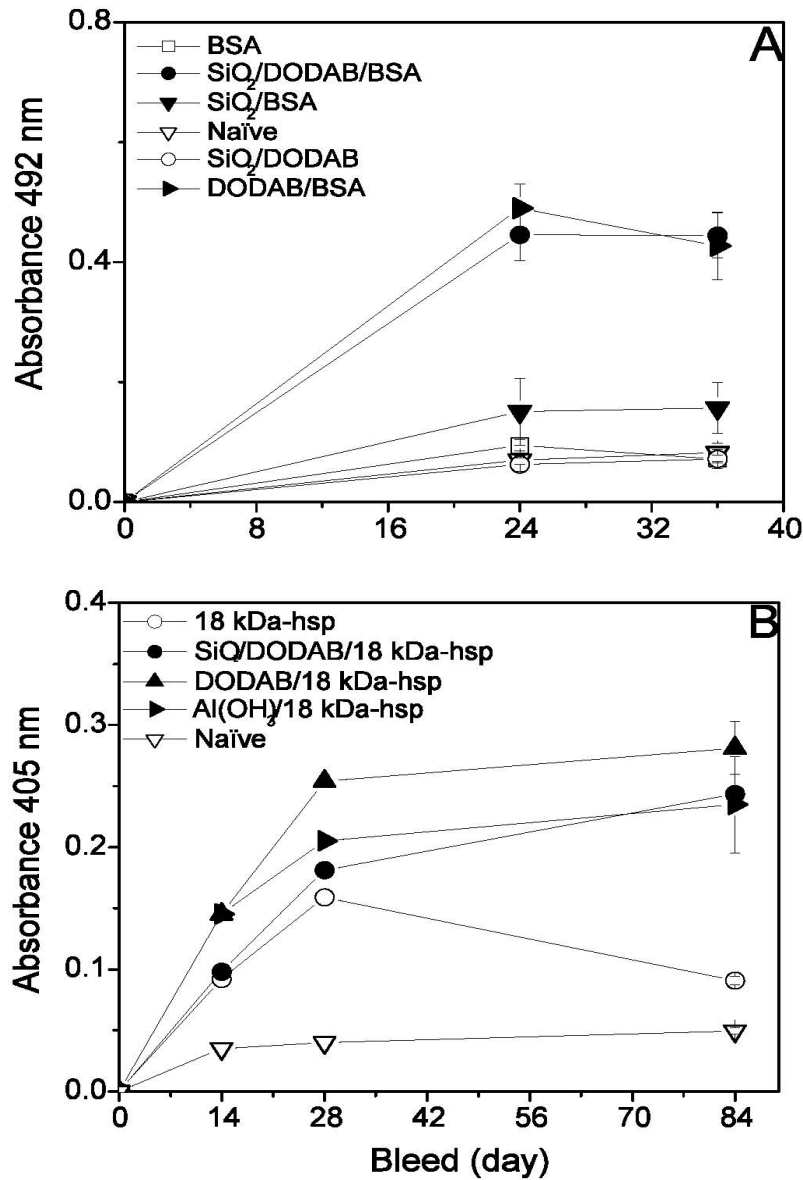 0.8
A
BSA
SiO2/DODAB/BSA
SiO2/BSA
Naïve
SiO2/DODAB
DODAB/BSA
Absorbance 492 nm
0.4
0.0
0 8 16 24 32 40
0.4
B
18 kDa-hsp
SiO2/DODAB/18 kDa-hsp
DODAB/18 kDa-hsp
Al(OH)3/18 kDa-hsp
Naïve
0.3
Absorbance 405 nm
0.2
0.1
0.0
0 14 28 42 56 70 84
Bleed (day)